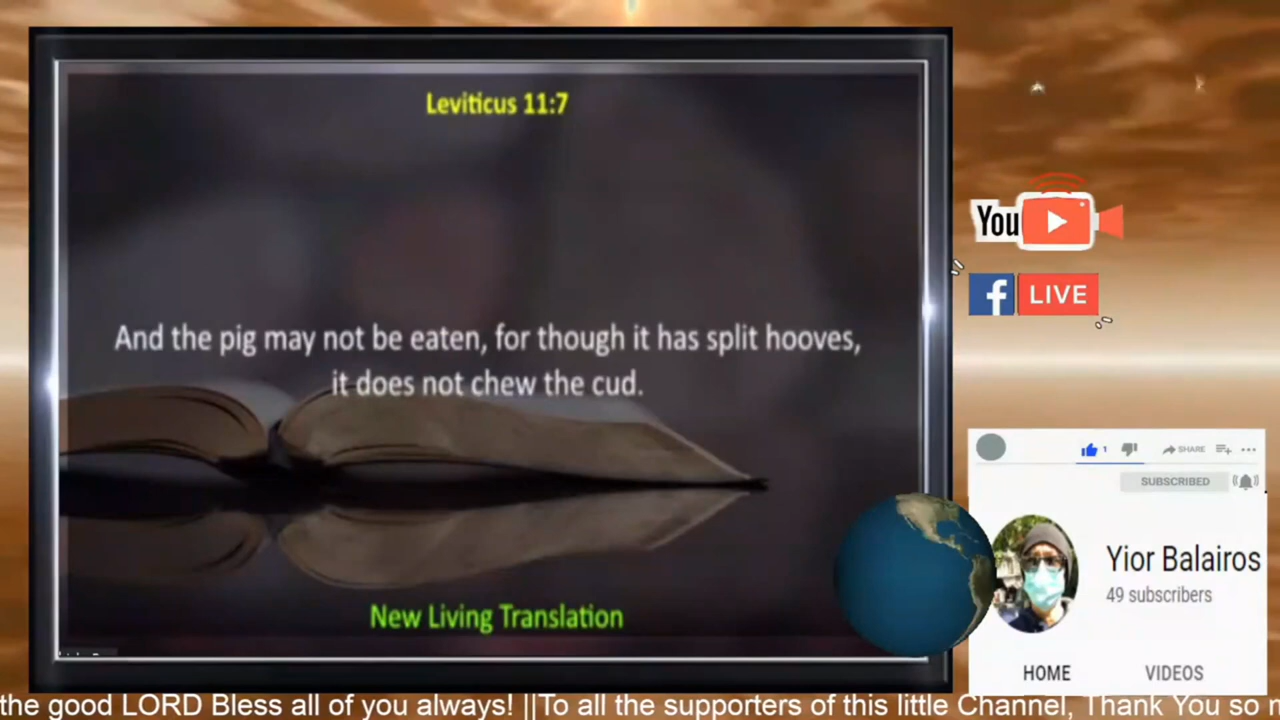 Leviticus 11:7
And the pig may not be eaten, for though it has split hooves,
it does not chew the cud.
New Living Translation
You
LIVE
1
SHARE
SUBSCRIBED
Yior Balairos
49 subscribers
HOME VIDEOS
the good LORD Bless all of you always! ||To all the supporters of this little Channel, Thank You so